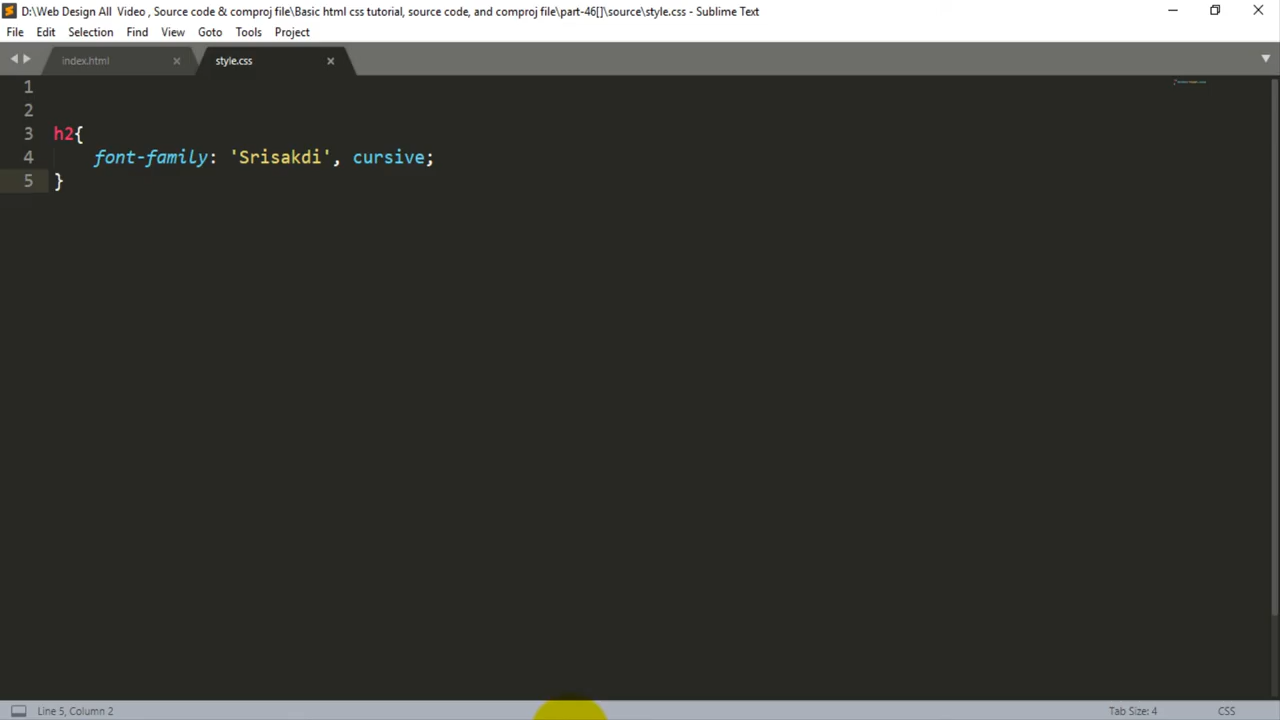 D:\Web Design All  Video , Source code & comproj file\Basic html css tutorial, source code, and comproj file\part-46[]\source\style.css - Sublime Text
File Edit Selection Find View Goto Tools Project
index.html style.css
1
2
3 h2{
4 font-family: 'Srisakdi', cursive;
5 }
Line 5, Column 2 Tab Size: 4 CSS